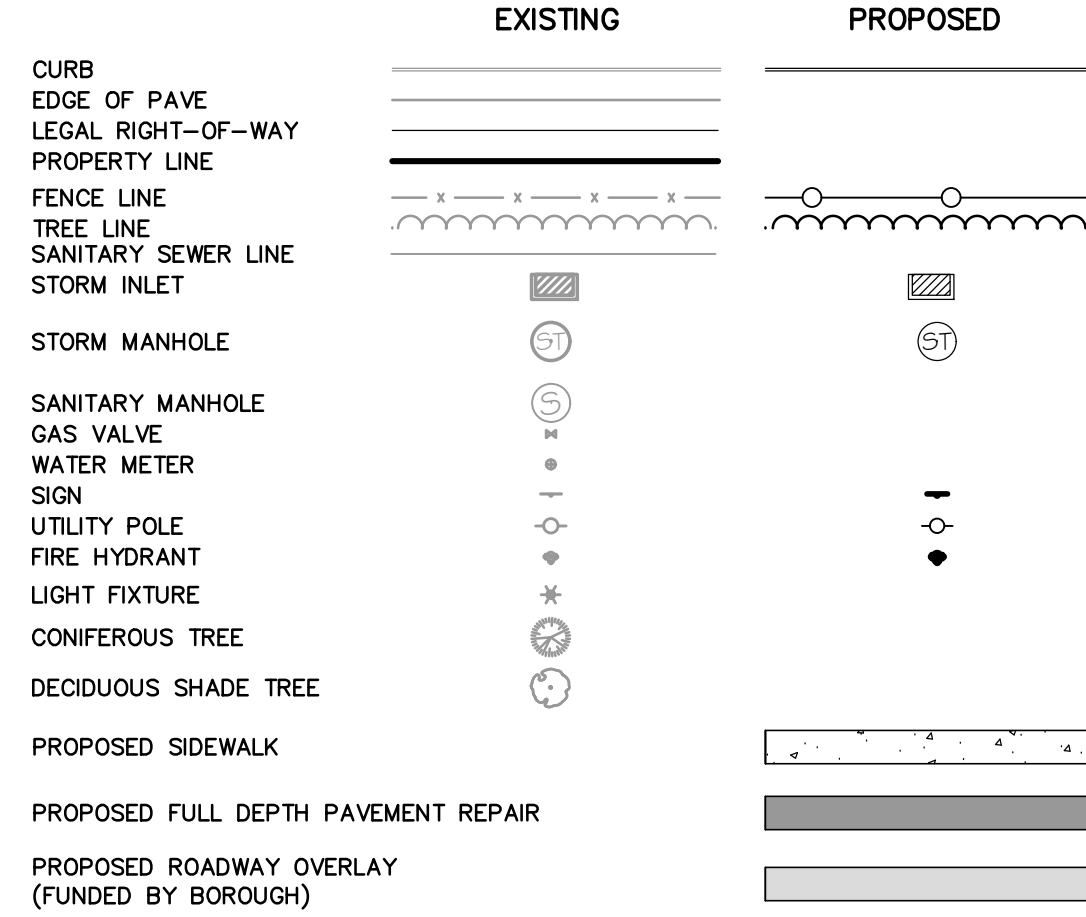 EXISTING PROPOSED
CURB
EDGE OF PAVE
LEGAL RIGHT-OF-WAY
PROPERTY LINE
FENCE LINE x x x x
TREE LINE
SANITARY SEWER LINE
STORM INLET
STORM MANHOLE ST ST
SANITARY MANHOLE S
GAS VALVE
WATER METER
SIGN
UTILITY POLE
FIRE HYDRANT
LIGHT FIXTURE
CONIFEROUS TREE
DECIDUOUS SHADE TREE
PROPOSED SIDEWALK
PROPOSED FULL DEPTH PAVEMENT REPAIR
PROPOSED ROADWAY OVERLAY
(FUNDED BY BOROUGH)